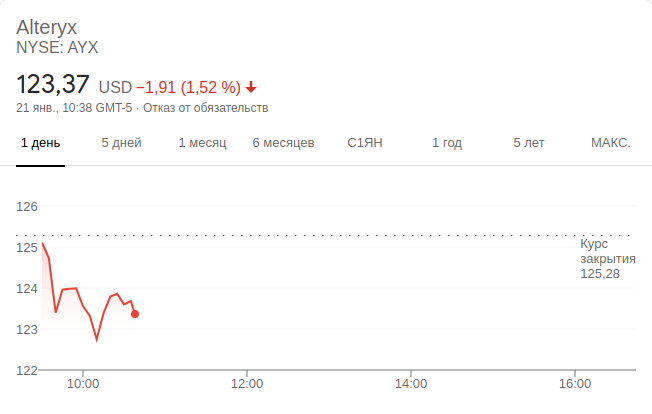 Alteryx
NYSE: AYX
123,37 USD −1,91 (1,52 %)
21 янв., 10:38 GMT-5 · Отказ от обязательств
1 день 5 дней 1 месяц 6 месяцев С1ЯН 1 год 5 лет МАКС.
126
125
124
123
122
Курс
закрытия
125,28
10:00 12:00 14:00 16:00